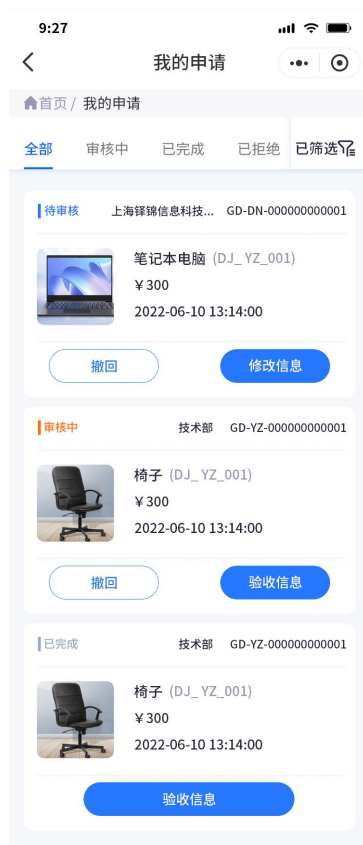 9:27
我的申请
首页 / 我的申请
全部 审核中 已完成 已拒绝 已筛选
待审核 上海铎锦信息科技... GD-DN-000000000001
笔记本电脑 (DJ_ YZ_001)
￥300
2022-06-10 13:14:00
撤回 修改信息
审核中 技术部 GD-YZ-000000000001
椅子 (DJ_ YZ_001)
￥300
2022-06-10 13:14:00
撤回 验收信息
已完成 技术部 GD-YZ-000000000001
椅子 (DJ_ YZ_001)
￥300
2022-06-10 13:14:00
验收信息